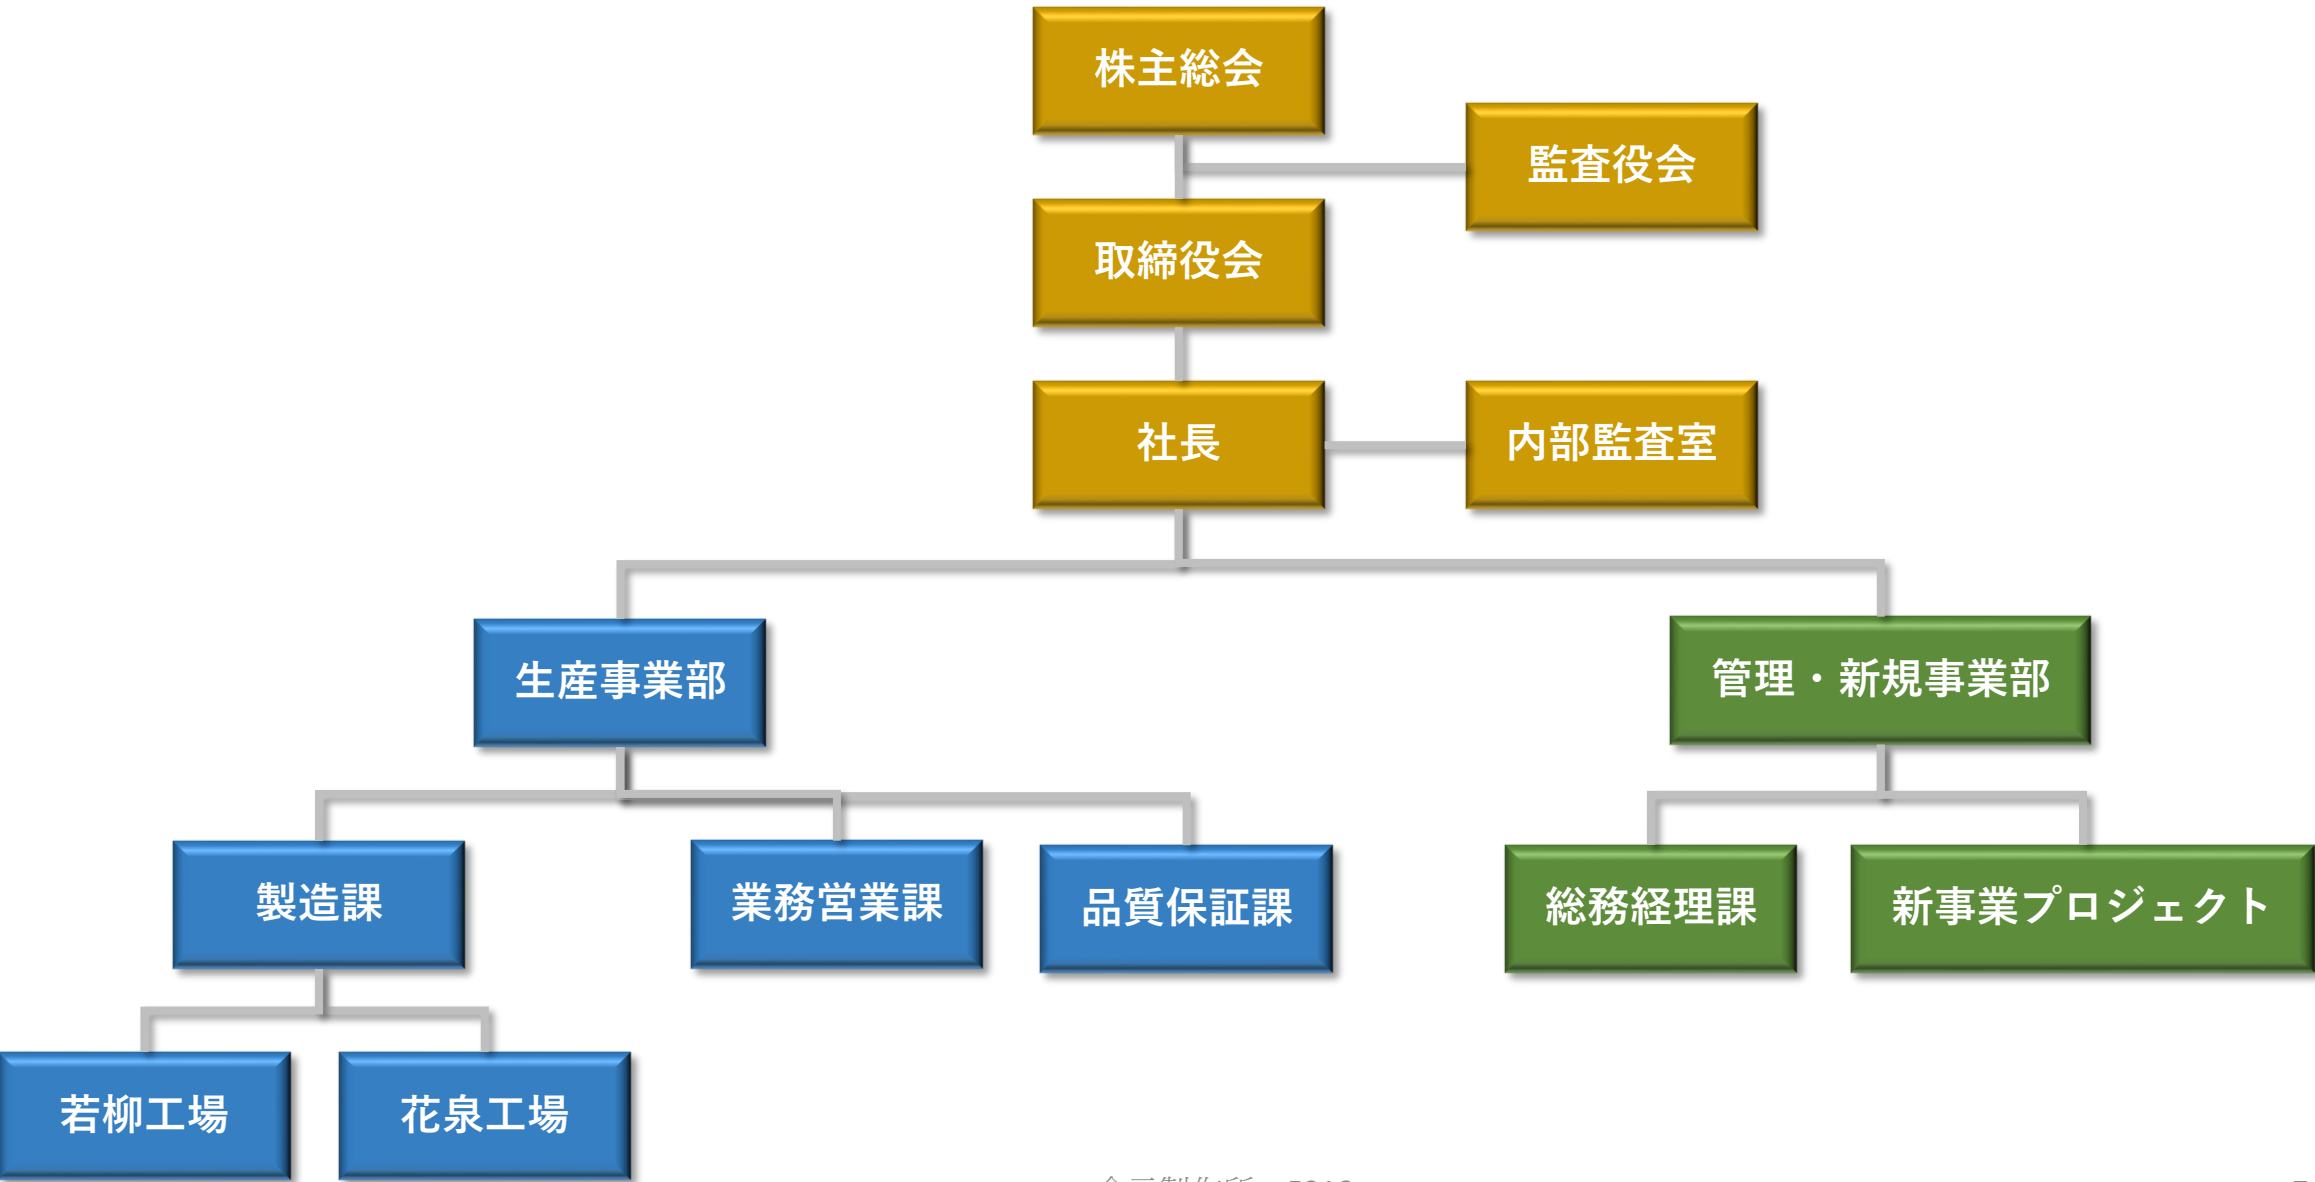 株主総会
監査役会
取締役会
社長
内部監査室
生産事業部
管理・新規事業部
製造課
業務営業課
品質保証課
総務経理課
新事業プロジェクト
若柳工場
花泉工場